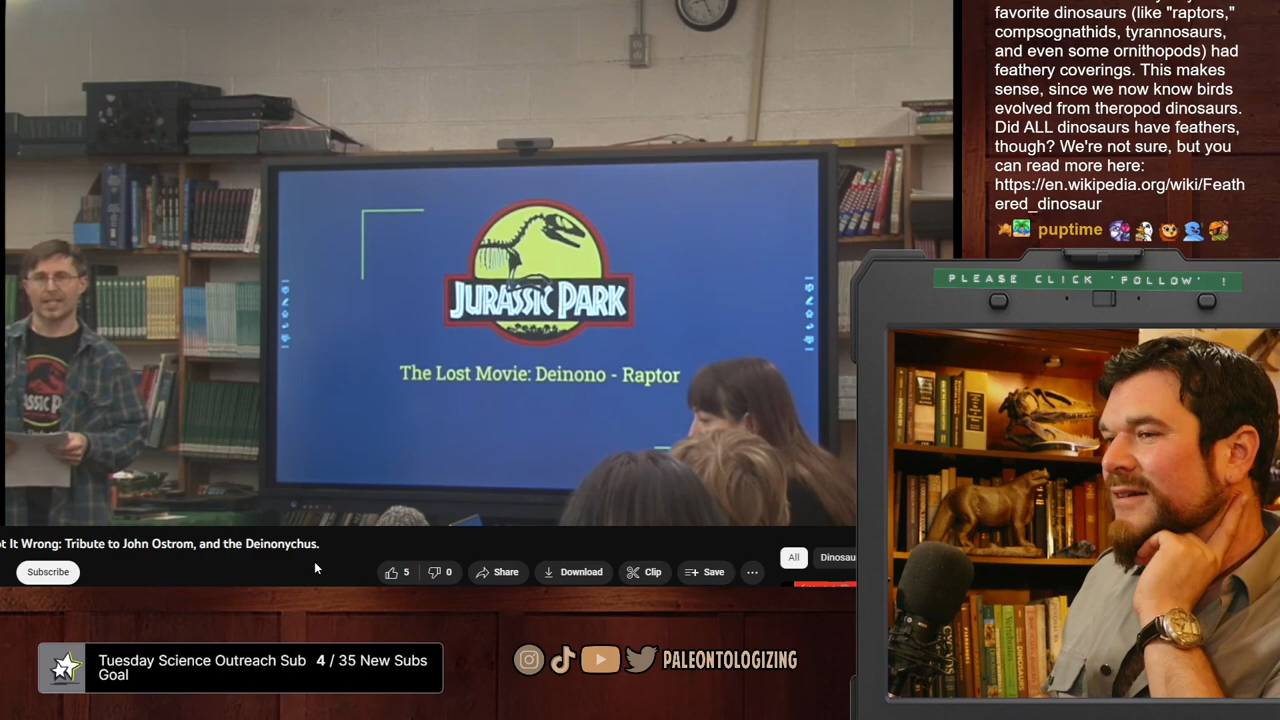 favorite dinosaurs (like "raptors,"
compsognathids, tyrannosaurs,
and even some ornithopods) had
feathery coverings. This makes
sense, since we now know birds
evolved from theropod dinosaurs.
Did ALL dinosaurs have feathers,
though? We're not sure, but you
can read more here:
https://en.wikipedia.org/wiki/Feath
ered_dinosaur
puptime
PLEASE CLICK 'FOLLOW' !
JURASSIC PARK
The Lost Movie: Deinono - Raptor
It Wrong: Tribute to John Ostrom, and the Deinonychus.
Subscribe
5
0
Share
Download
Clip
Save
All
Dinosau
Tuesday Science Outreach Sub
Goal
4 / 35 New Subs
PALEONTOLOGIZING